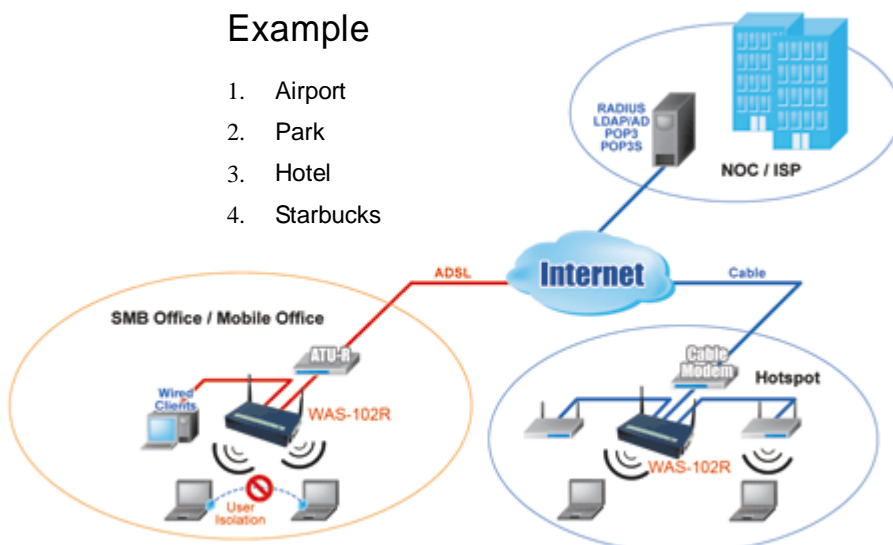 Example
1. Airport
2. Park
3. Hotel
4. Starbucks
RADIUS
LDAP/AD
POP3
POP3S
NOC / ISP
ADSL
Internet
Cable
SMB Office / Mobile Office
ATU-R
Wired
Clients
WAS-102R
User
Isolation
Cable
Modem
Hotspot
WAS-102R